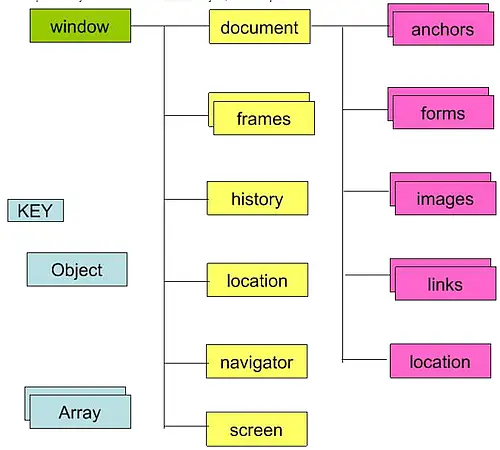 window
document
anchors
frames
forms
history
images
KEY
Object
location
links
navigator
location
Array
screen